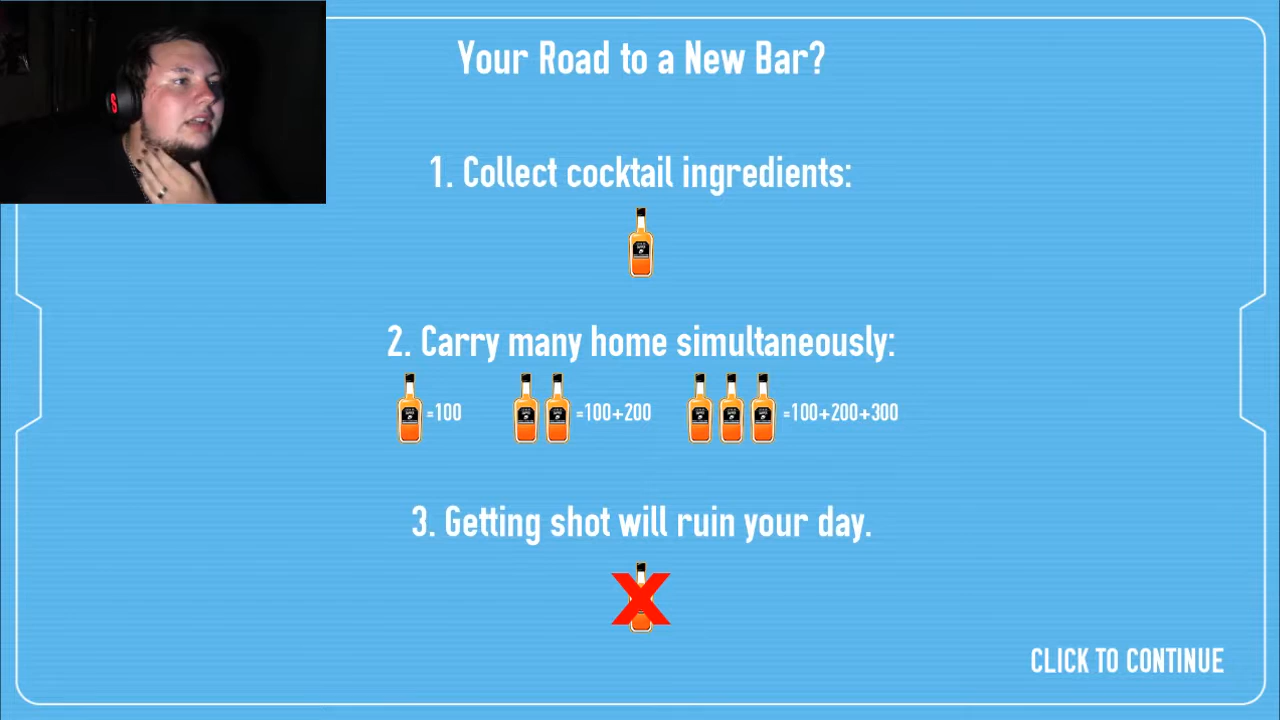 Your Road to a New Bar?
1. Collect cocktail ingredients:
2. Carry many home simultaneously:
=100 =100+200 =100+200+300
3. Getting shot will ruin your day.
CLICK TO CONTINUE